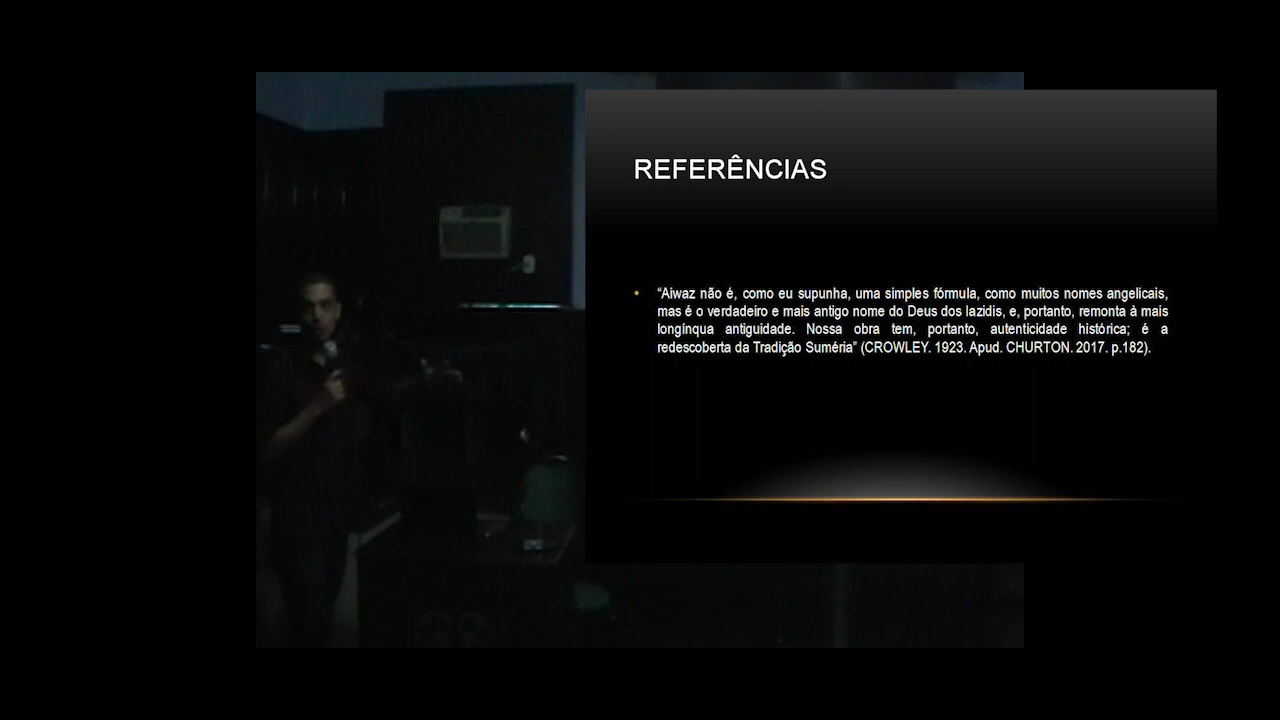 REFERÊNCIAS
• “Aiwaz não é, como eu supunha, uma simples fórmula, como muitos nomes angelicais,
mas é o verdadeiro e mais antigo nome do Deus dos Iazidis, e, portanto, remonta à mais
longínqua antiguidade. Nossa obra tem, portanto, autenticidade histórica; é a
redescoberta da Tradição Suméria” (CROWLEY. 1923. Apud. CHURTON. 2017. p.182).